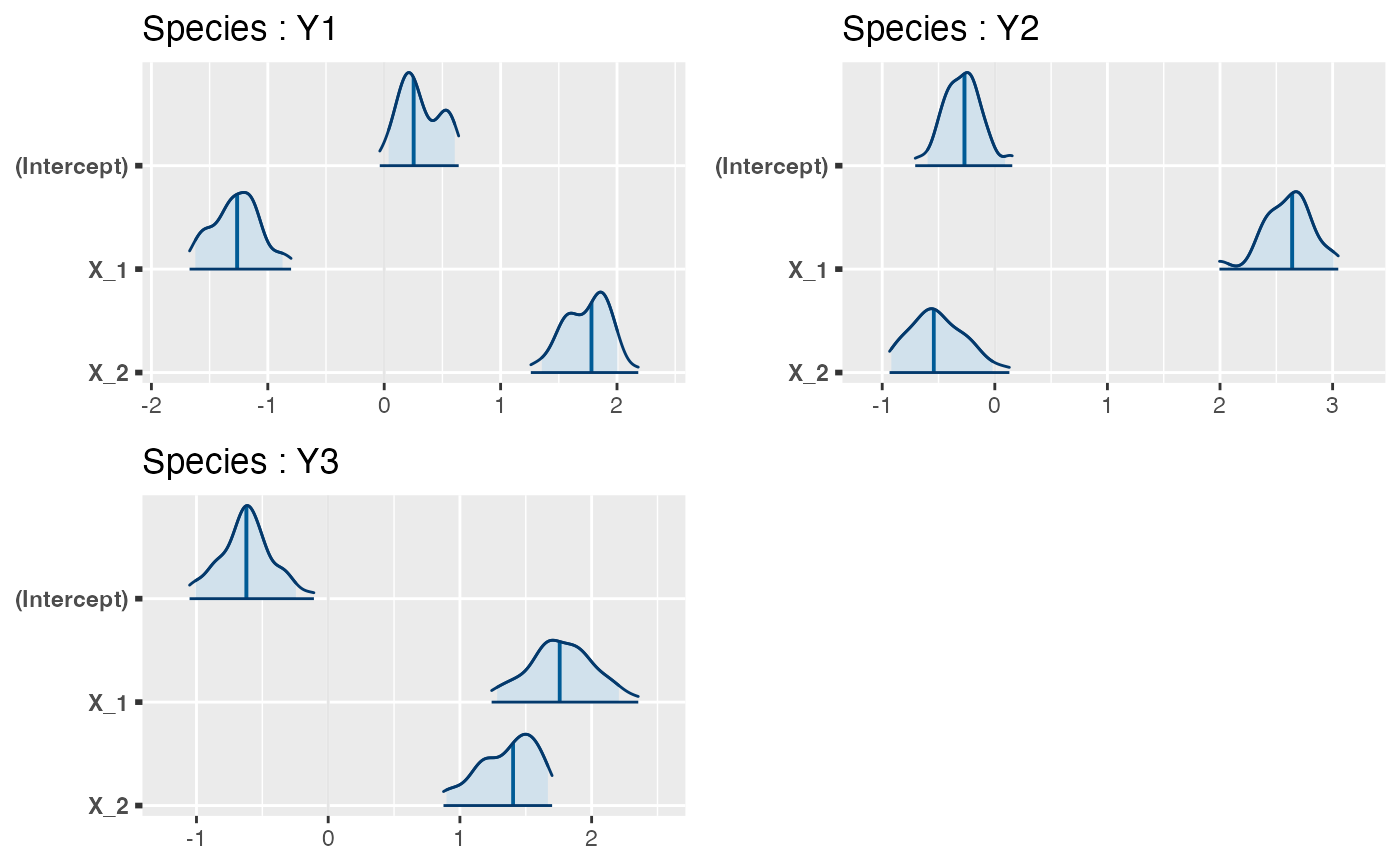 Species : Y1
(Intercept)
X_1
X_2
-2 -1 0 1 2
Species : Y2
(Intercept)
X_1
X_2
-1 0 1 2 3
Species : Y3
(Intercept)
X_1
X_2
-1 0 1 2